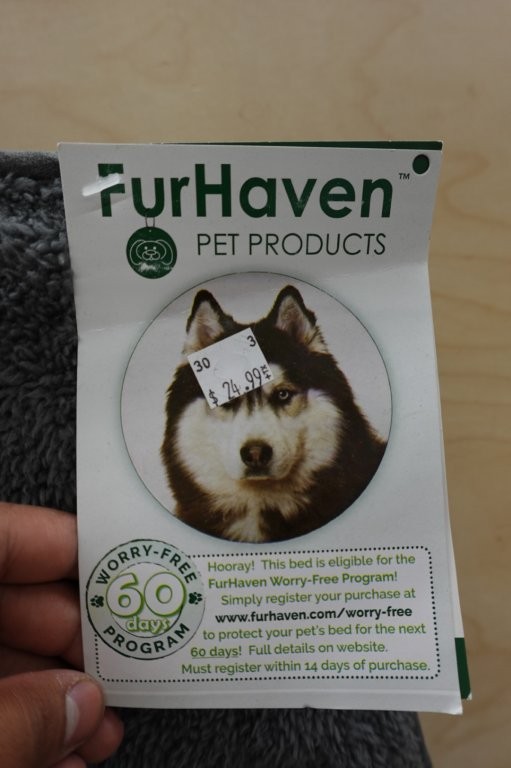 FurHaven™
PET PRODUCTS
30 3
$ 24.99
WORRY-FREE
60
days
PROGRAM
Hooray! This bed is eligible for the
FurHaven Worry-Free Program!
Simply register your purchase at
www.furhaven.com/worry-free
to protect your pet's bed for the next
60 days! Full details on website.
Must register within 14 days of purchase.